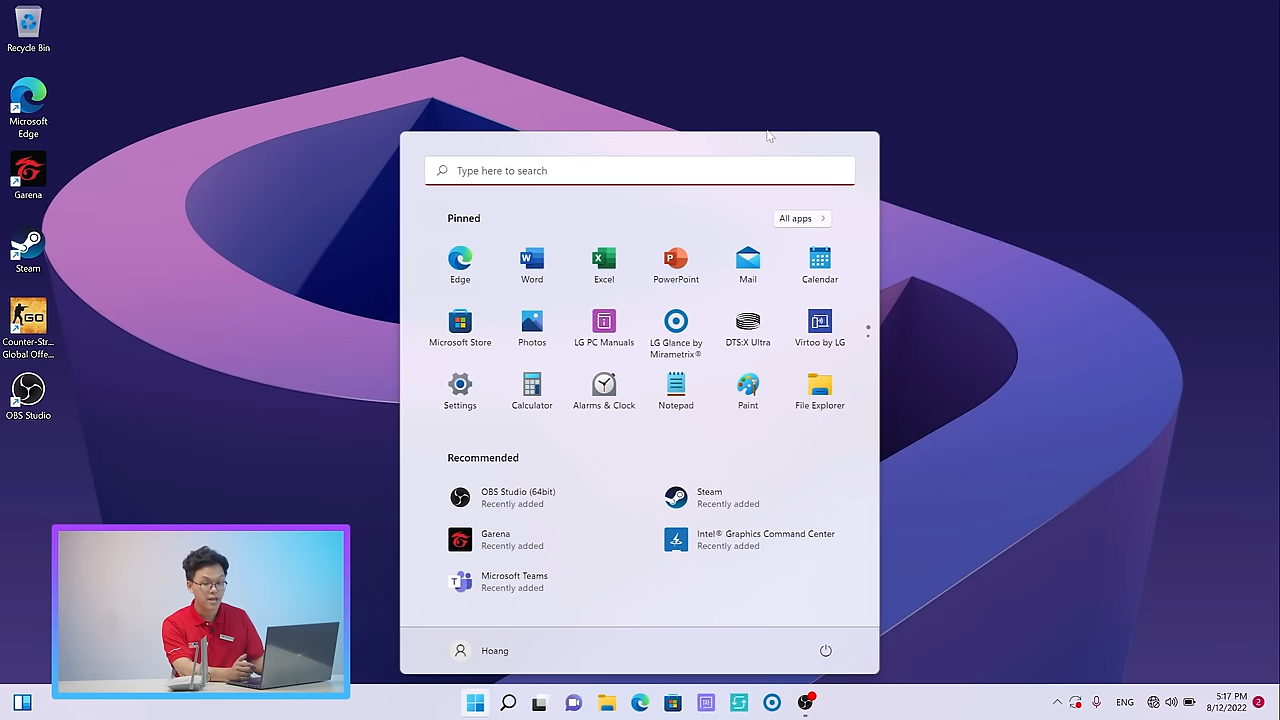 Recycle Bin
Microsoft
Edge
Garena
Steam
GO
Counter-Str...
Global Offe...
OBS Studio
Type here to search
Pinned
All apps
Edge
Word
Excel
PowerPoint
Mail
Calendar
Microsoft Store
Photos
LG PC Manuals
LG Glance by
Mirametrix®
DTS:X Ultra
Virtoo by LG
Settings
Calculator
Alarms & Clock
Notepad
Paint
File Explorer
Recommended
OBS Studio (64bit)
Recently added
Steam
Recently added
Garena
Recently added
Intel® Graphics Command Center
Recently added
Microsoft Teams
Recently added
Hoang
ENG
5:17 PM
8/12/2022
2